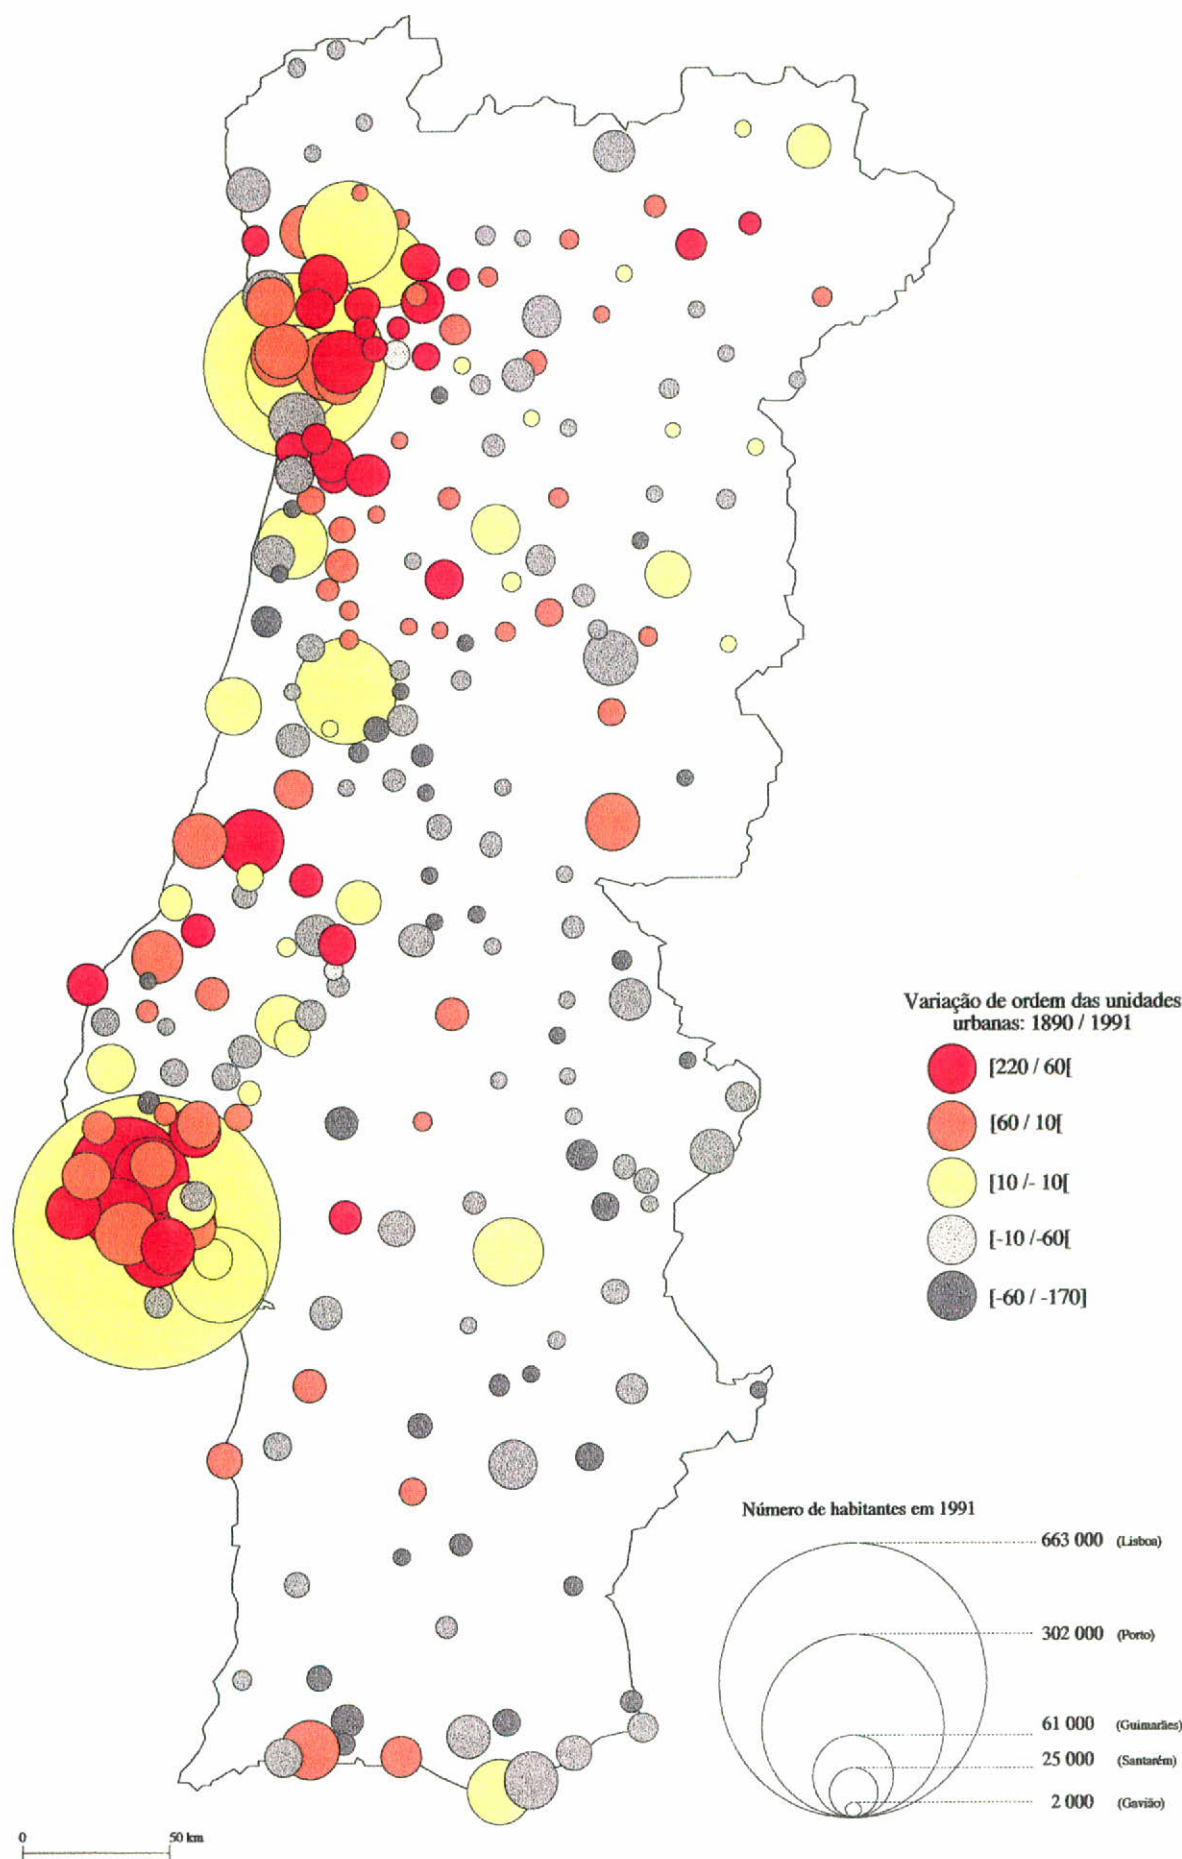 Variação de ordem das unidades
urbanas: 1890 / 1991
[220 / 60[
[60 / 10[
[10 /- 10[
[-10 /-60[
[-60 / -170]
Número de habitantes em 1991
663 000 (Lisboa)
302 000 (Porto)
61 000 (Guimarães)
25 000 (Santarém)
2 000 (Gavião)
0 50 km